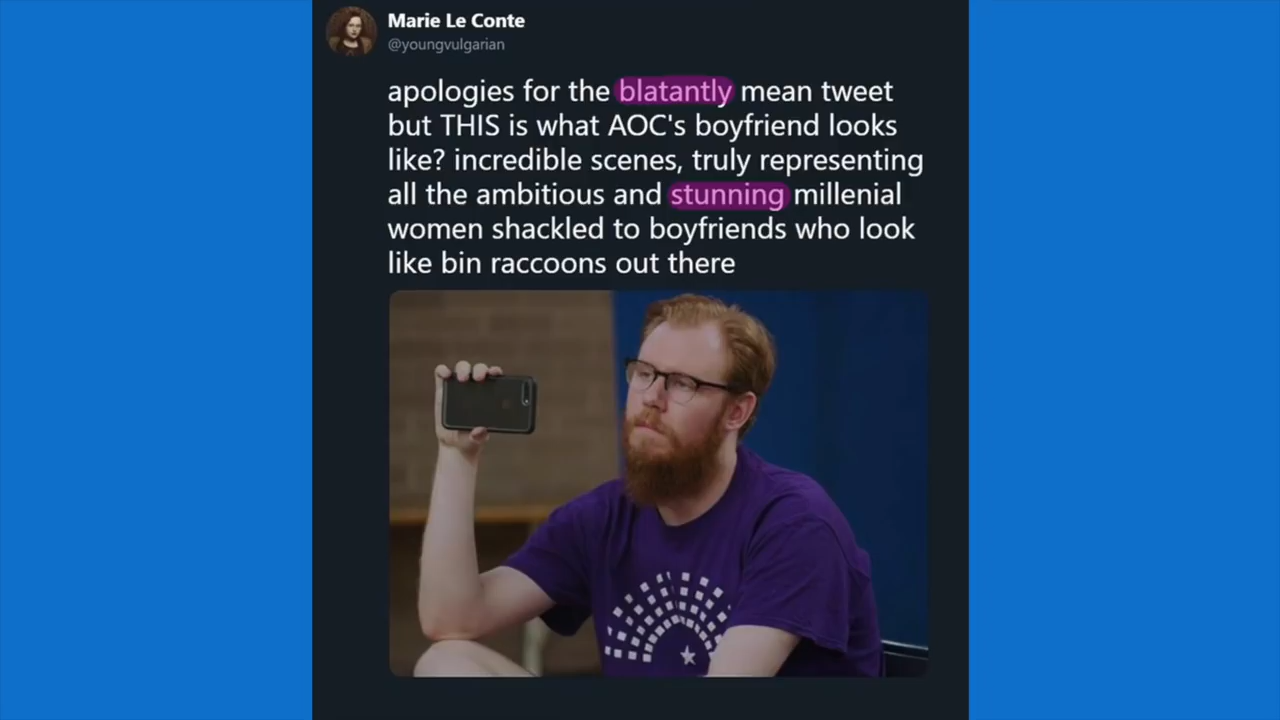 Marie Le Conte
@youngvulgarian
apologies for the blatantly mean tweet
but THIS is what AOC's boyfriend looks
like? incredible scenes, truly representing
all the ambitious and stunning millenial
women shackled to boyfriends who look
like bin raccoons out there